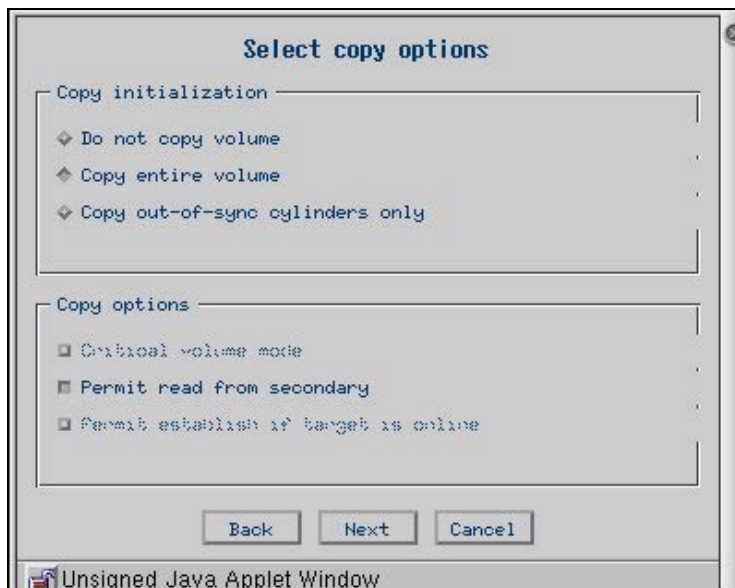 Select copy options
Copy initialization
Do not copy volume
Copy entire volume
Copy out-of-sync cylinders only
Copy options
Critical volume mode
Permit read from secondary
Permit establish if target is online
Back Next Cancel
Unsigned Java Applet Window